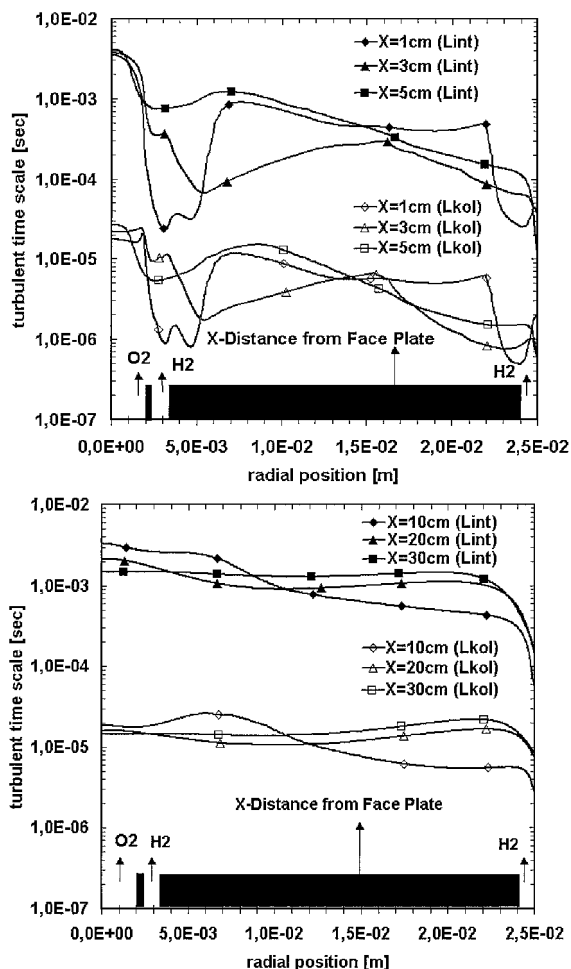 1,0E-02
1,0E-03
1,0E-04
1,0E-05
1,0E-06
1,0E-07
turbulent time scale [sec]
X=1cm (Lint)
X=3cm (Lint)
X=5cm (Lint)
X=1cm (Lkol)
X=3cm (Lkol)
X=5cm (Lkol)
X-Distance from Face Plate
O2
H2
H2
0,0E+00
5,0E-03
1,0E-02
1,5E-02
2,0E-02
2,5E-02
radial position [m]
1,0E-02
1,0E-03
1,0E-04
1,0E-05
1,0E-06
1,0E-07
turbulent time scale [sec]
X=10cm (Lint)
X=20cm (Lint)
X=30cm (Lint)
X=10cm (Lkol)
X=20cm (Lkol)
X=30cm (Lkol)
X-Distance from Face Plate
O2
H2
H2
0,0E+00
5,0E-03
1,0E-02
1,5E-02
2,0E-02
2,5E-02
radial position [m]